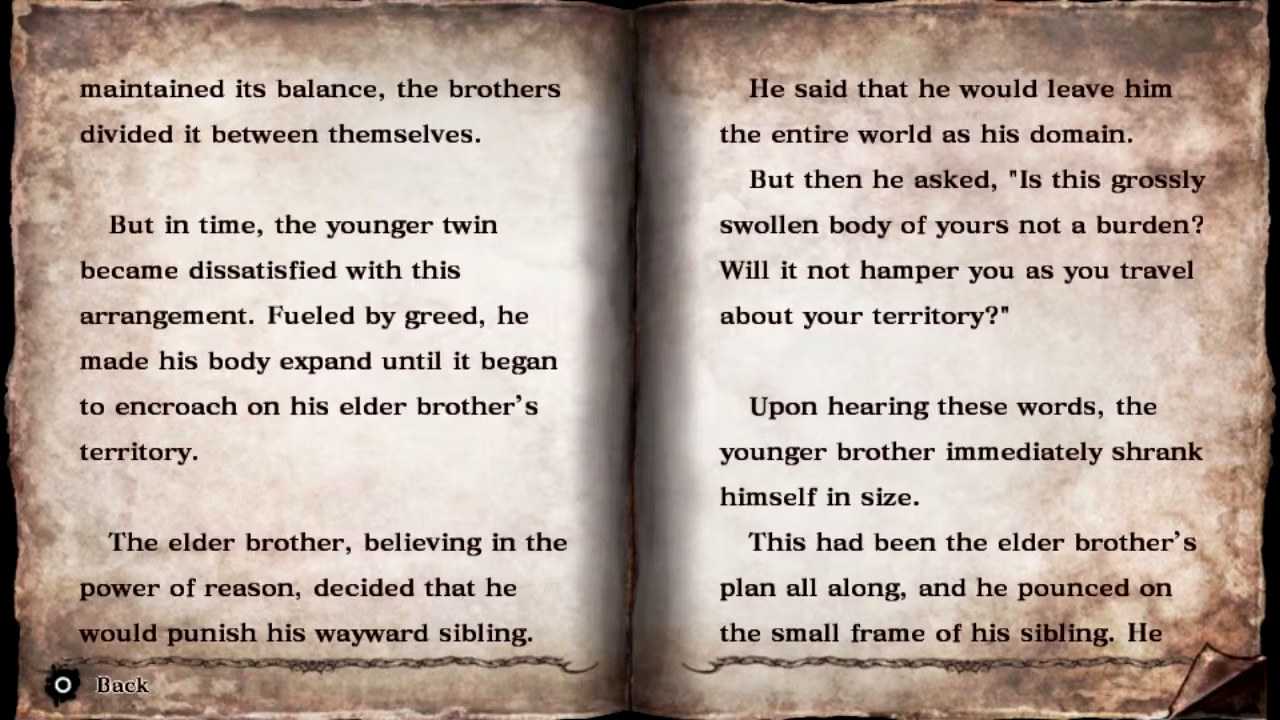 maintained its balance, the brothers
divided it between themselves.
But in time, the younger twin
became dissatisfied with this
arrangement. Fueled by greed, he
made his body expand until it began
to encroach on his elder brother's
territory.
The elder brother, believing in the
power of reason, decided that he
would punish his wayward sibling.
He said that he would leave him
the entire world as his domain.
But then he asked, "Is this grossly
swollen body of yours not a burden?
Will it not hamper you as you travel
about your territory?"
Upon hearing these words, the
younger brother immediately shrank
himself in size.
This had been the elder brother's
plan all along, and he pounced on
the small frame of his sibling. He
Back